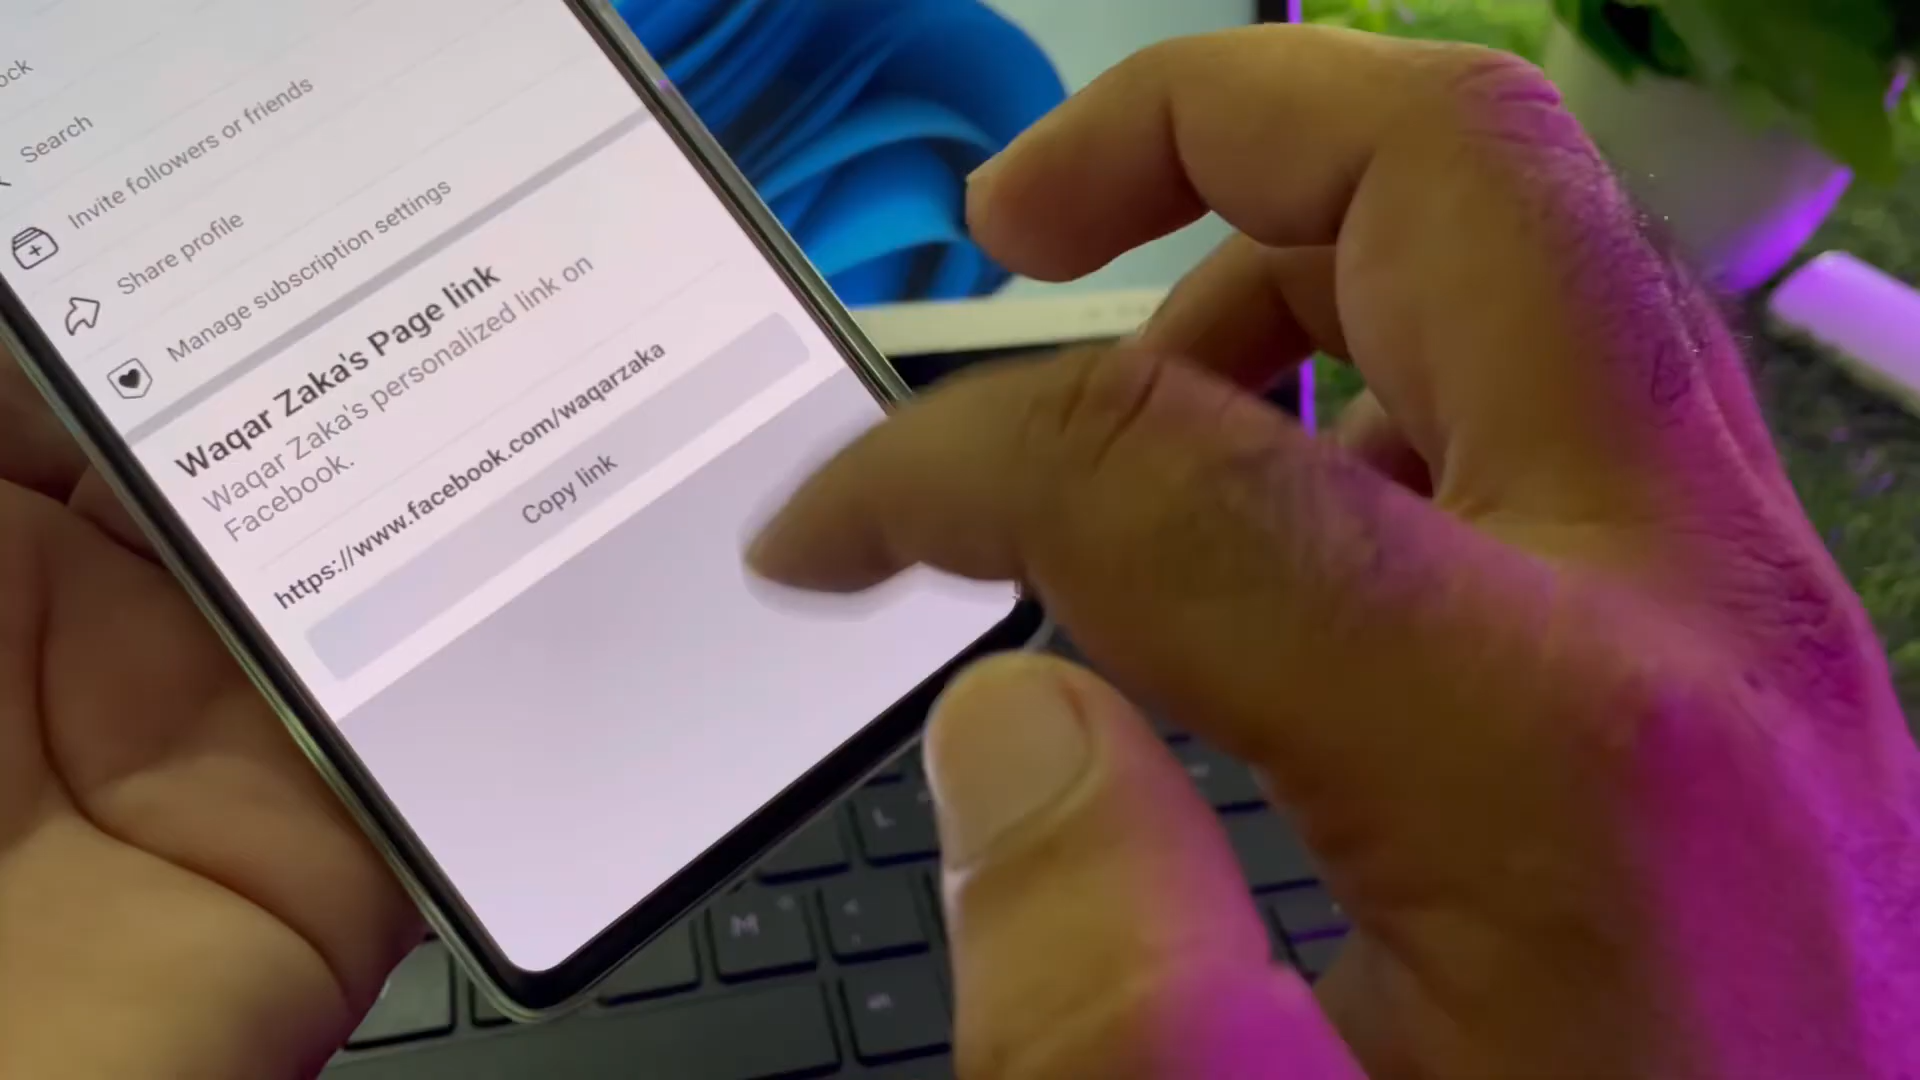 ock
Search
Invite followers or friends
Share profile
Manage subscription settings
Waqar Zaka's Page link
Waqar Zaka's personalized link on
Facebook.
https://www.facebook.com/waqarzaka
Copy link
L
M